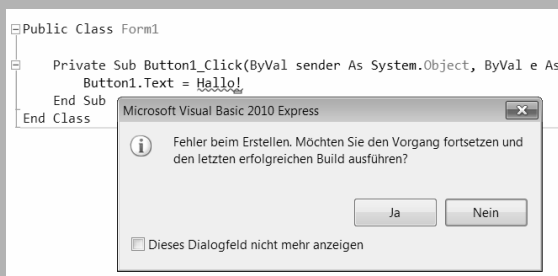 Public Class Form1
Private Sub Button1_Click(ByVal sender As System.Object, ByVal e As
Button1.Text = Hallo!
End Sub
End Class
Microsoft Visual Basic 2010 Express
Fehler beim Erstellen. Möchten Sie den Vorgang fortsetzen und
den letzten erfolgreichen Build ausführen?
Ja Nein
Dieses Dialogfeld nicht mehr anzeigen